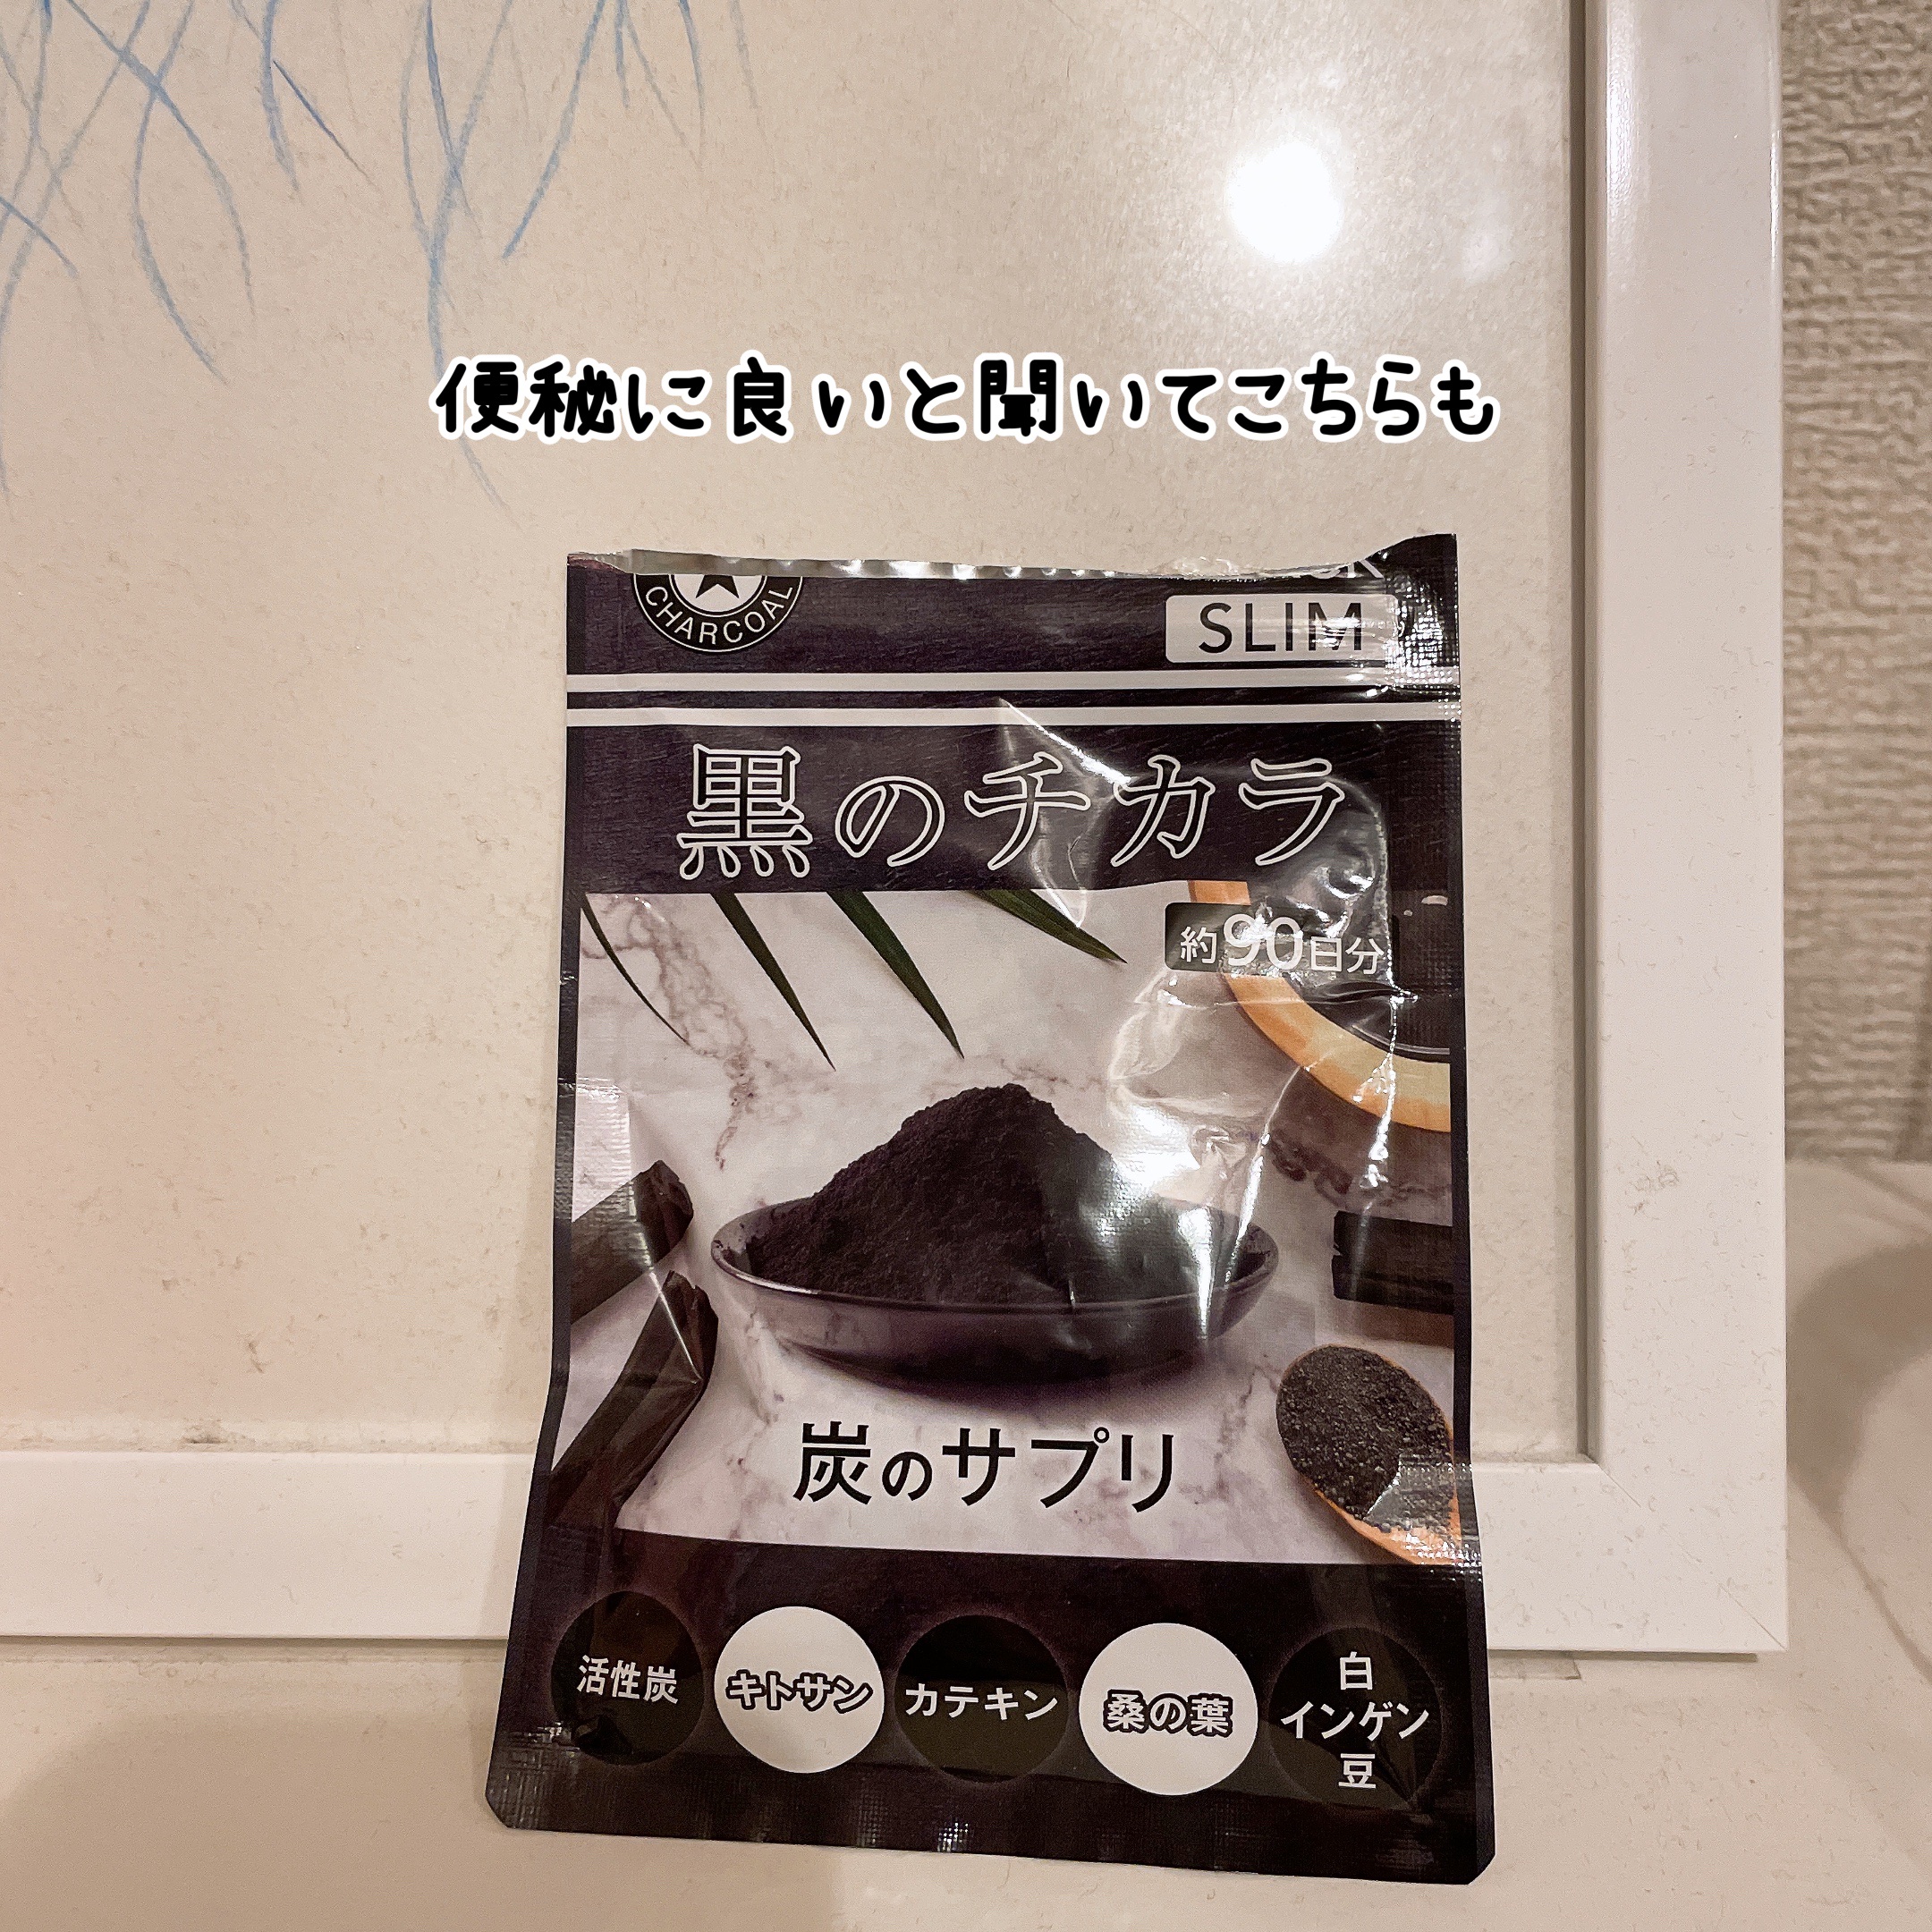 便秘に良いと聞いてこちらも
CHARCOAL
SLIM
黒のチカラ
約90日分
炭のサプリ
活性炭
キトサン
カテキン
桑の葉
白
インゲン
豆